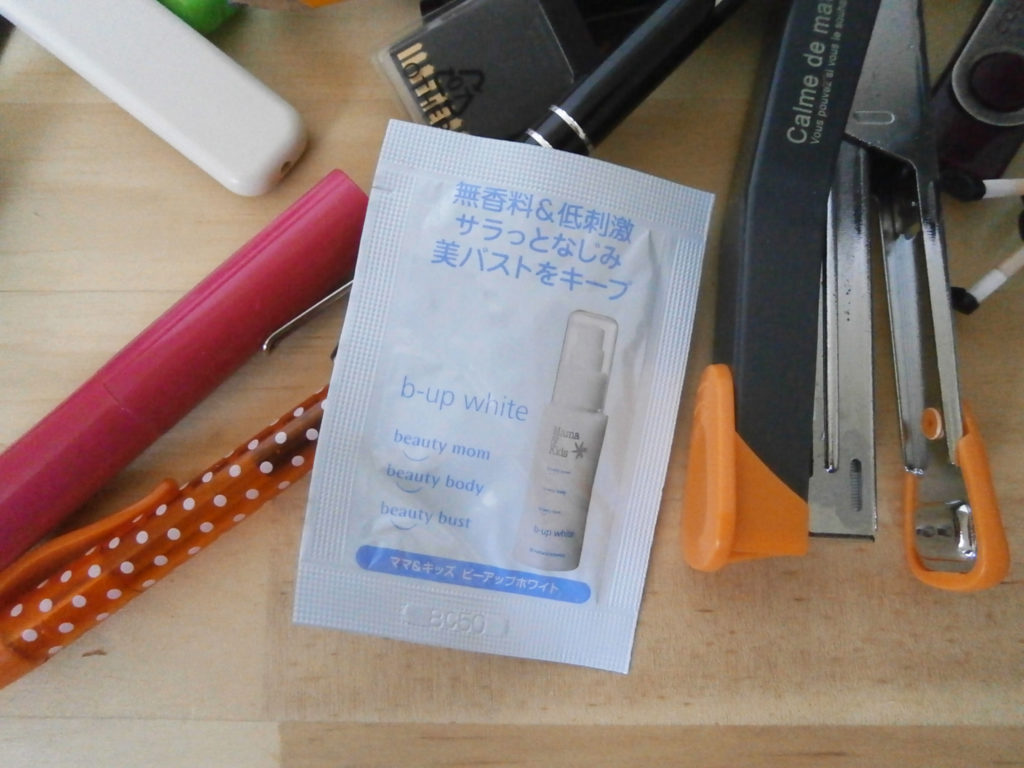 無香料&低刺激
サラっとなじみ
美バストをキープ
b-up white
beauty mom
beauty body
beauty bust
Mama
Kids
b-up white
ママ&キッズ ビーアップホワイト
Calme de ma
Vous pouvez si vous le souh